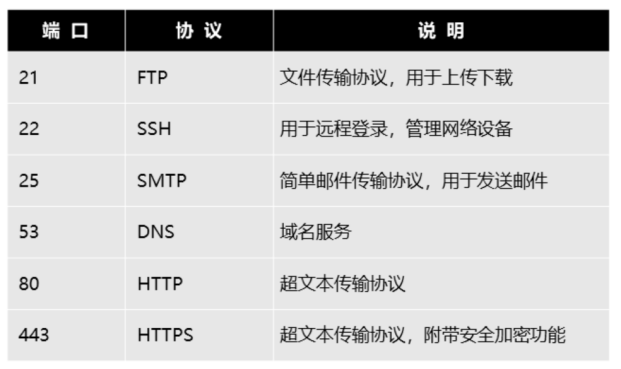 端 口 协 议 说 明
21 FTP 文件传输协议，用于上传下载
22 SSH 用于远程登录，管理网络设备
25 SMTP 简单邮件传输协议，用于发送邮件
53 DNS 域名服务
80 HTTP 超文本传输协议
443 HTTPS 超文本传输协议，附带安全加密功能